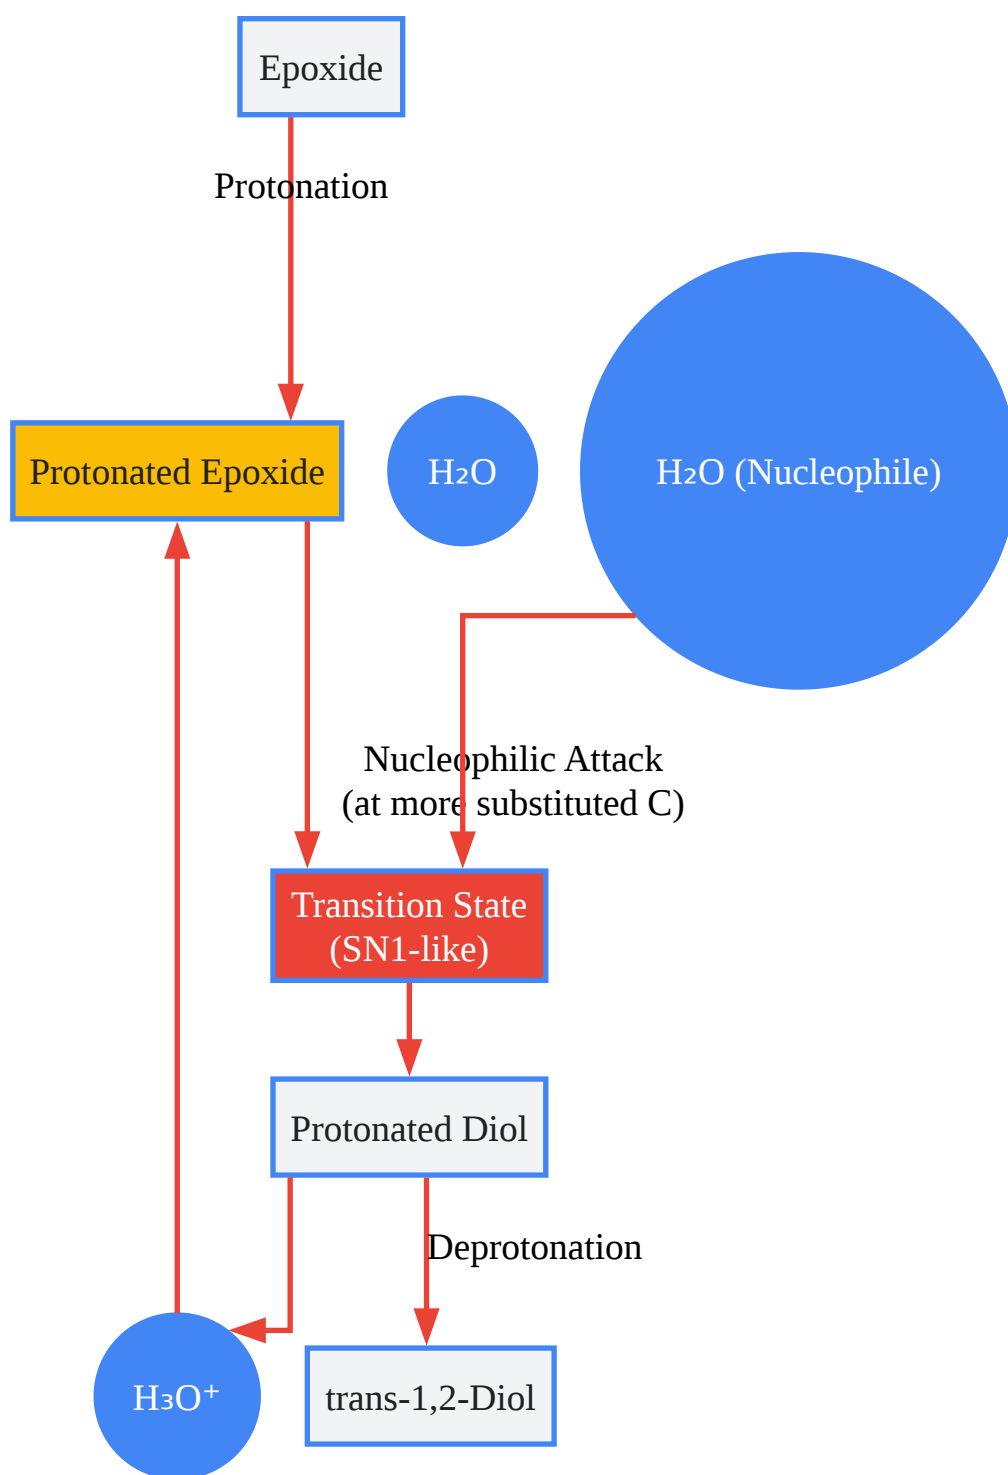 Epoxide
Protonation
Protonated Epoxide
H₂O
H₂O (Nucleophile)
Nucleophilic Attack
(at more substituted C)
Transition State
(SN1-like)
Protonated Diol
Deprotonation
H₃O⁺
trans-1,2-Diol